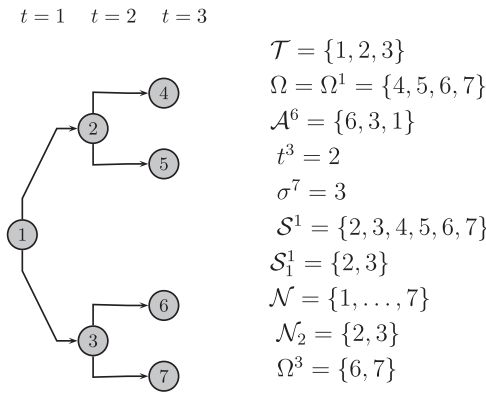 t = 1 t = 2 t = 3
𝒯 = {1, 2, 3}
Ω = Ω¹ = {4, 5, 6, 7}
𝒜⁶ = {6, 3, 1}
t³ = 2
σ⁷ = 3
𝒮¹ = {2, 3, 4, 5, 6, 7}
𝒮₁¹ = {2, 3}
𝒩 = {1, . . . , 7}
𝒩₂ = {2, 3}
Ω³ = {6, 7}
4
2
5
1
6
3
7